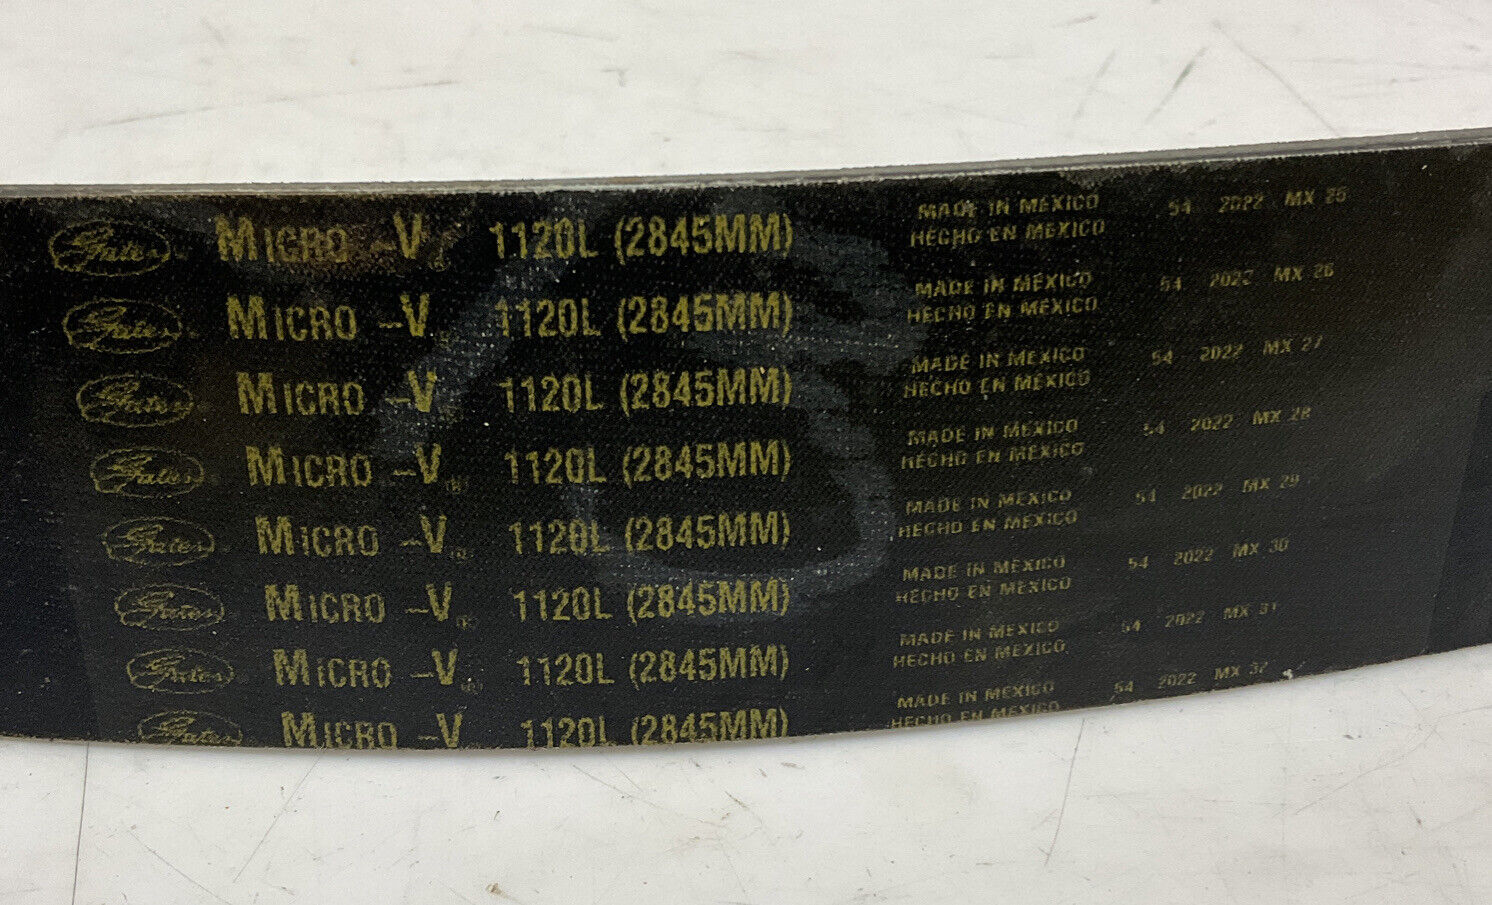 Gates MICRO-V® 1120L (2845MM) MADE IN MEXICO 54 2022 MX 25
HECHO EN MEXICO
Gates MICRO-V® 1120L (2845MM) MADE IN MEXICO 54 2022 MX 26
HECHO EN MEXICO
Gates MICRO-V® 1120L (2845MM) MADE IN MEXICO 54 2022 MX 27
HECHO EN MEXICO
Gates MICRO-V® 1120L (2845MM) MADE IN MEXICO 54 2022 MX 28
HECHO EN MEXICO
Gates MICRO-V® 1120L (2845MM) MADE IN MEXICO 54 2022 MX 29
HECHO EN MEXICO
Gates MICRO-V® 1120L (2845MM) MADE IN MEXICO 54 2022 MX 30
HECHO EN MEXICO
Gates MICRO-V® 1120L (2845MM) MADE IN MEXICO 54 2022 MX 31
HECHO EN MEXICO
Gates MICRO-V 1120L (2845MM) MADE IN MEXICO 54 2022 MX 32
HECHO EN MEXICO